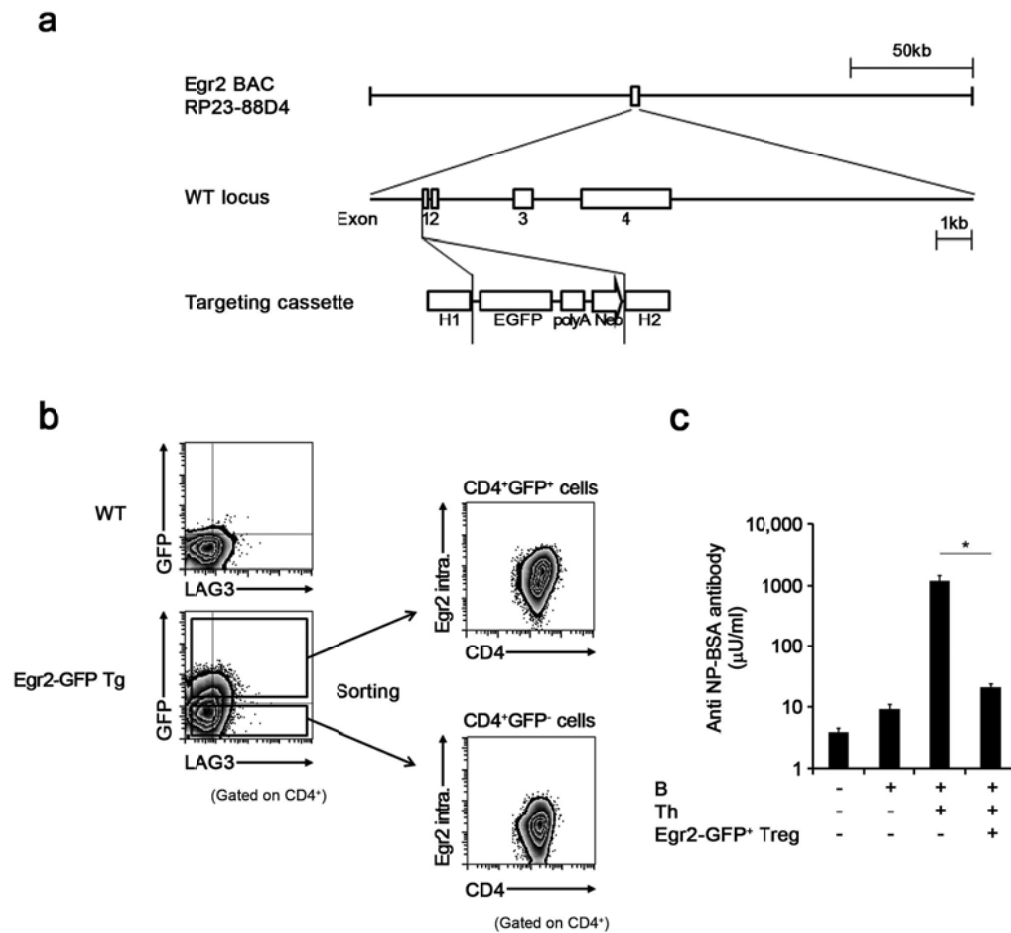 a
50kb
Egr2 BAC
RP23-88D4
WT locus
Exon 12 3 4
1kb
Targeting cassette
H1 EGFP polyA Neo H2
b
WT
GFP
LAG3
Egr2-GFP Tg
GFP
LAG3
(Gated on CD4⁺)
Sorting
CD4⁺GFP⁺ cells
Egr2 intra.
CD4
CD4⁺GFP⁻ cells
Egr2 intra.
CD4
(Gated on CD4⁺)
c
Anti NP-BSA antibody
(μU/ml)
10,000
1000
100
10
1
*
B - + + +
Th - - + +
Egr2-GFP⁺ Treg - - - +